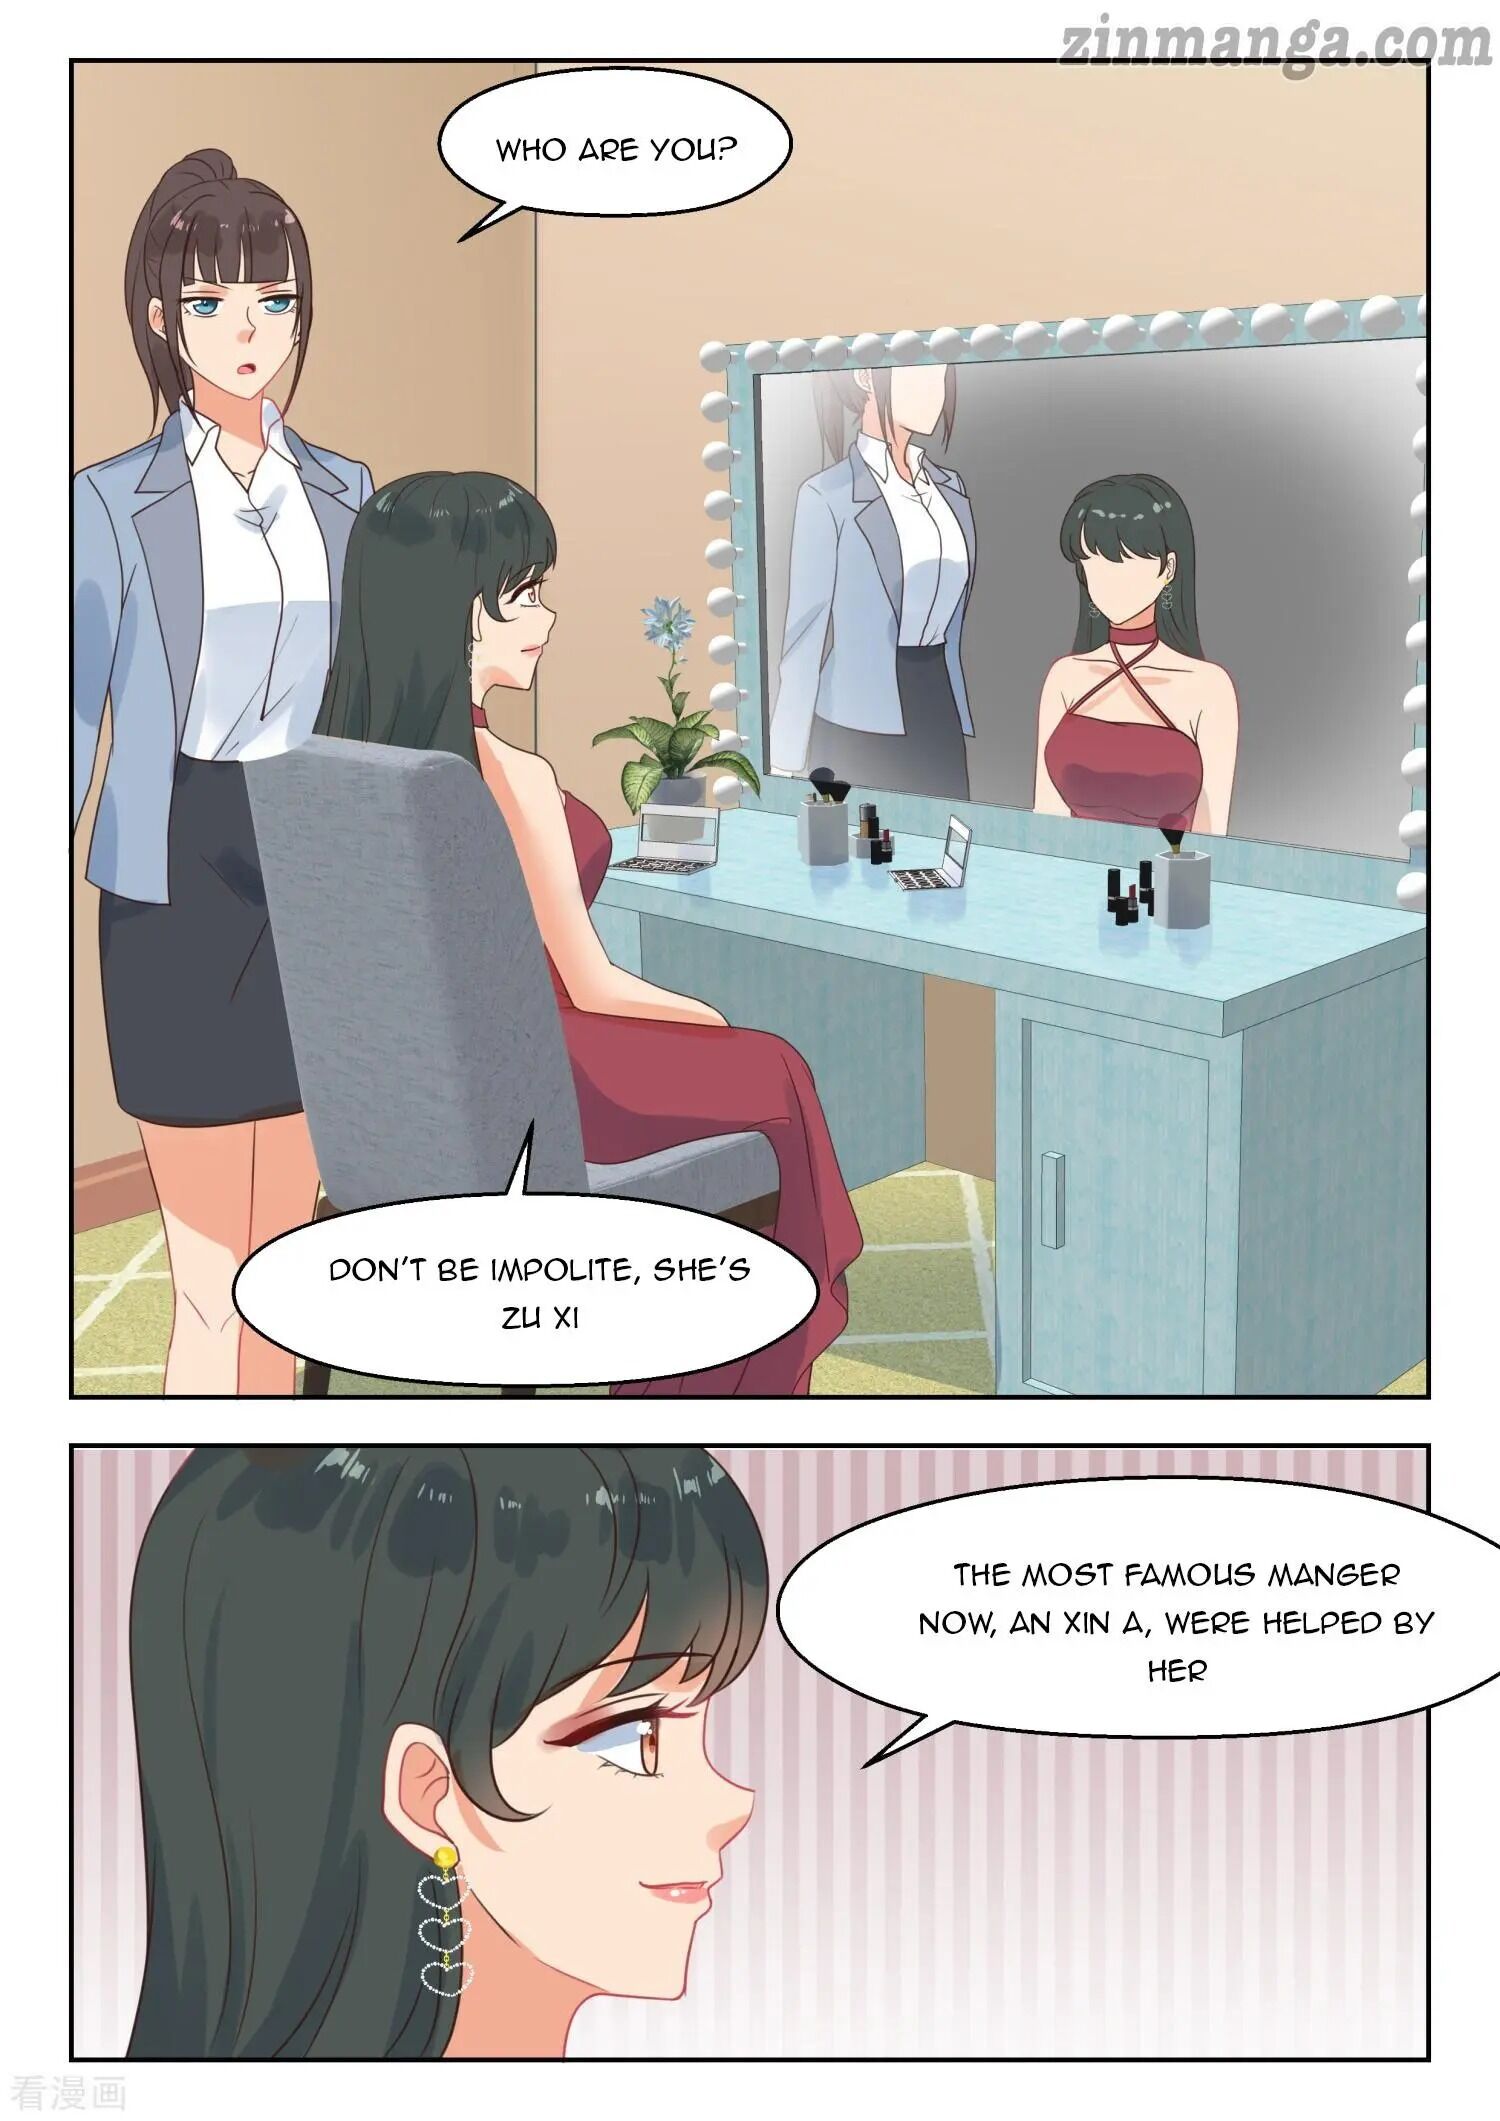 zinmanga.com
WHO ARE YOU?
DON'T BE IMPOLITE, SHE'S
ZU XI
THE MOST FAMOUS MANGER
NOW, AN XIN A, WERE HELPED BY
HER
看漫画